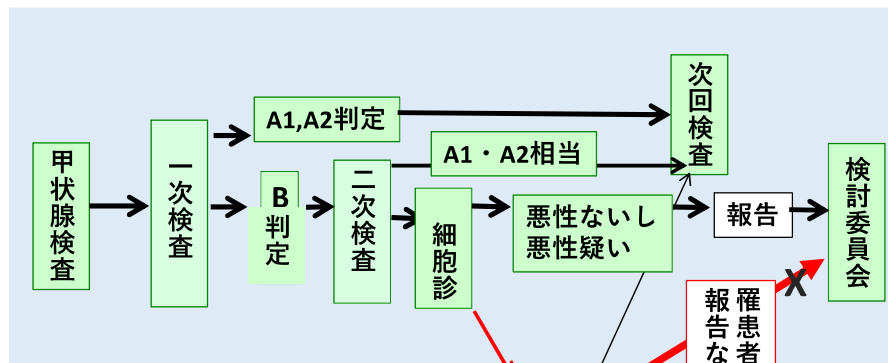 甲状腺検査
一次検査
A1,A2判定
B
判定
二次検査
A1・A2相当
次回検査
細胞診
悪性ないし
悪性疑い
報告
検討委員会
X
罹患者
報告な